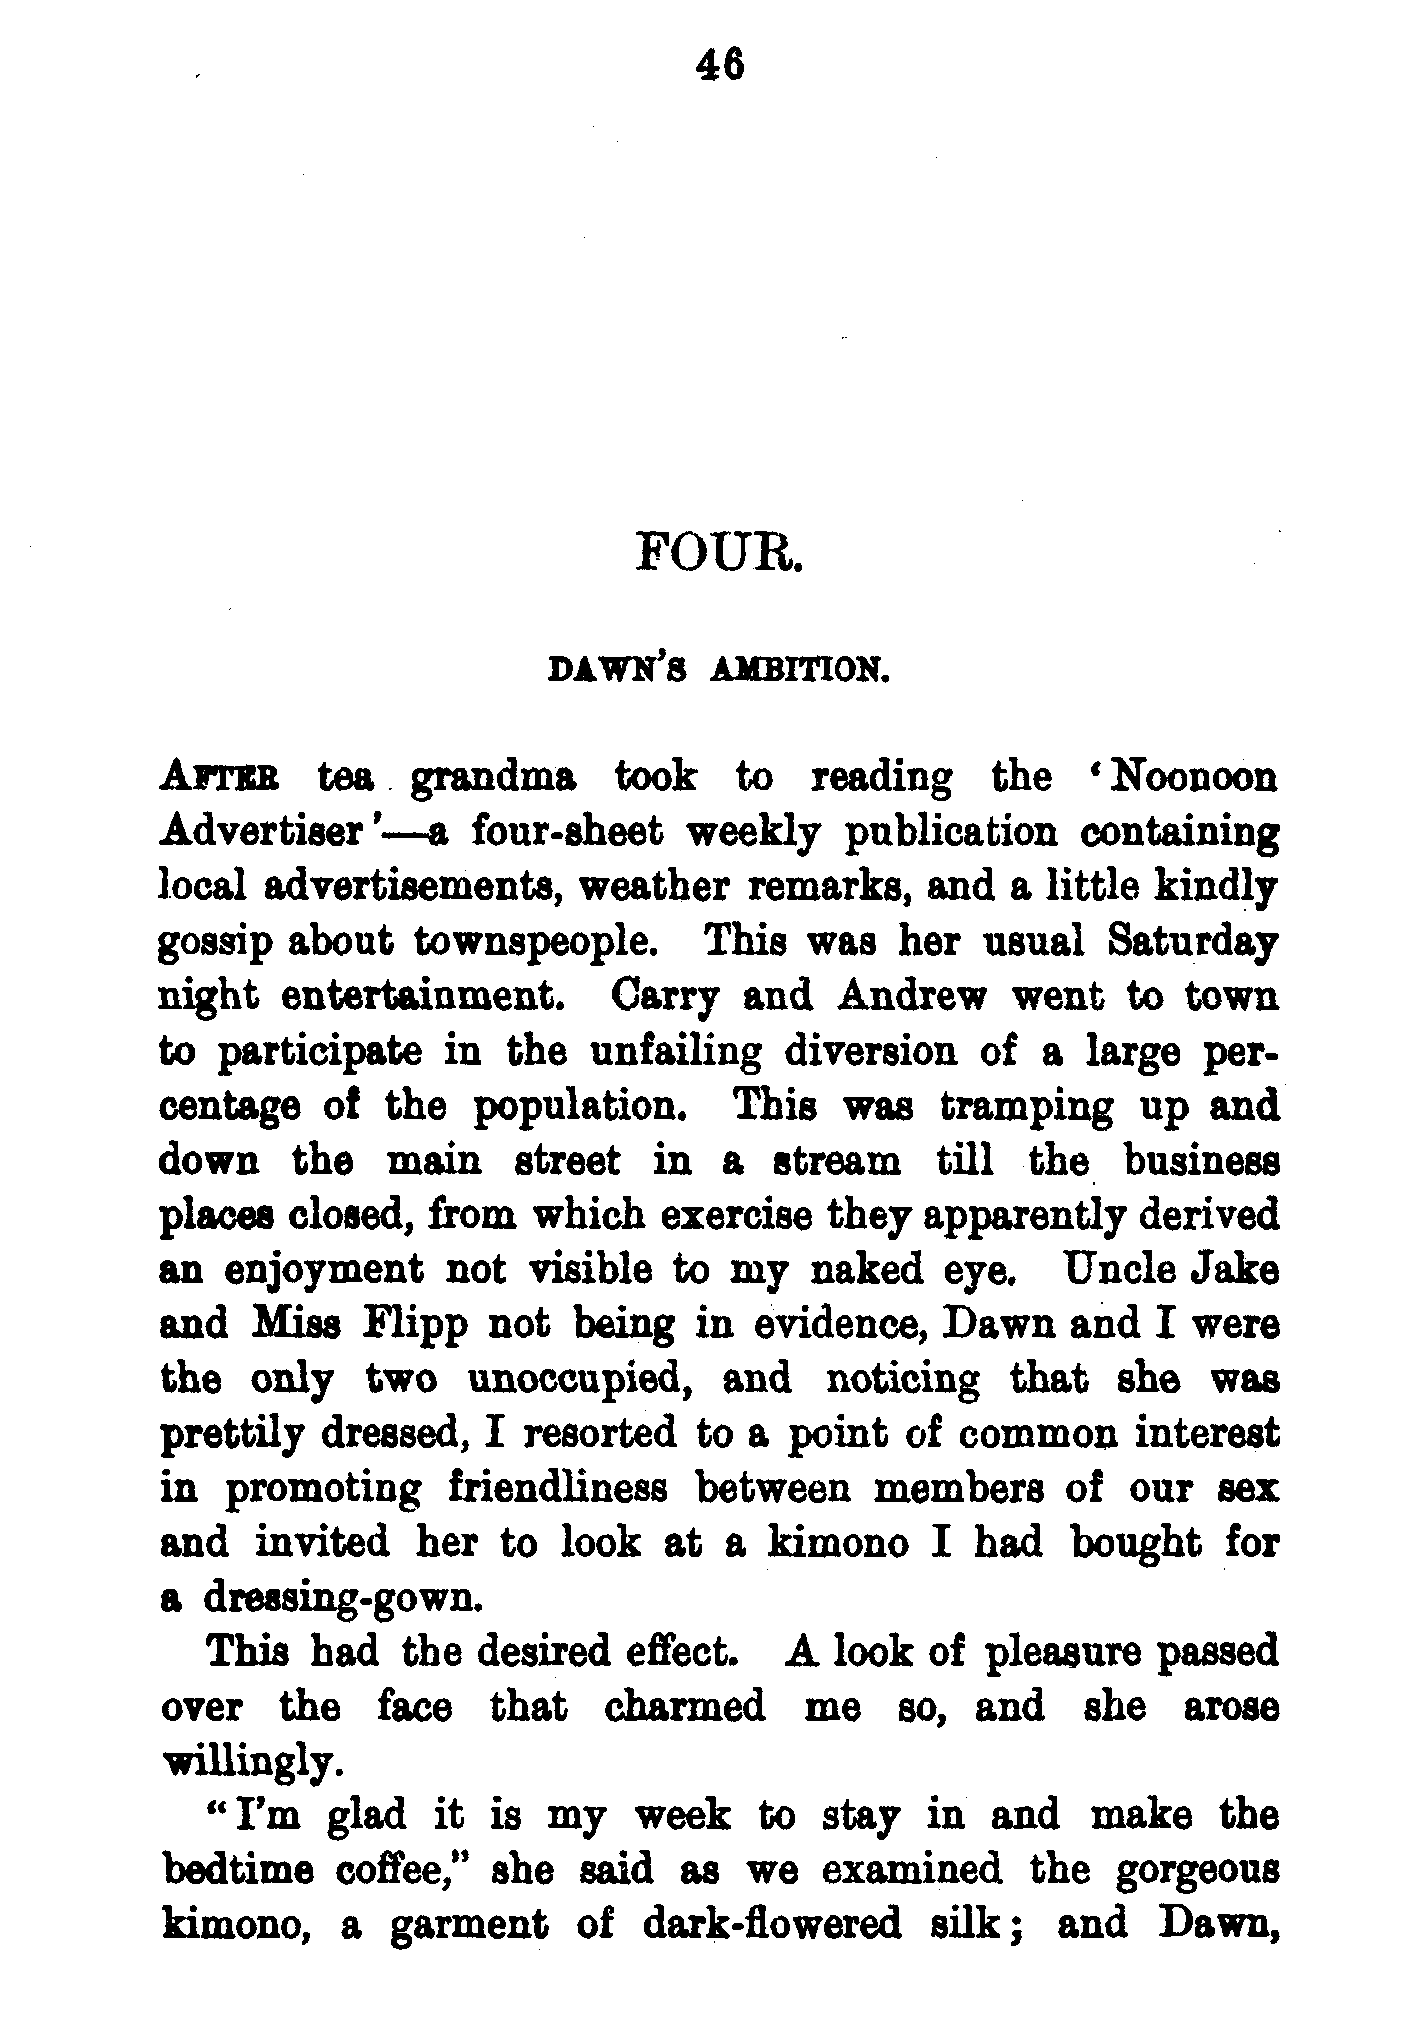 46
FOUR.
DAWN'S AMBITION.
AFTER tea grandma took to reading the ‘Noonoon
Advertiser’—a four-sheet weekly publication containing
local advertisements, weather remarks, and a little kindly
gossip about townspeople. This was her usual Saturday
night entertainment. Carry and Andrew went to town
to participate in the unfailing diversion of a large per-
centage of the population. This was tramping up and
down the main street in a stream till the business
places closed, from which exercise they apparently derived
an enjoyment not visible to my naked eye. Uncle Jake
and Miss Flipp not being in evidence, Dawn and I were
the only two unoccupied, and noticing that she was
prettily dressed, I resorted to a point of common interest
in promoting friendliness between members of our sex
and invited her to look at a kimono I had bought for
a dressing-gown.
This had the desired effect. A look of pleasure passed
over the face that charmed me so, and she arose
willingly.
“I'm glad it is my week to stay in and make the
bedtime coffee,” she said as we examined the gorgeous
kimono, a garment of dark-flowered silk; and Dawn,